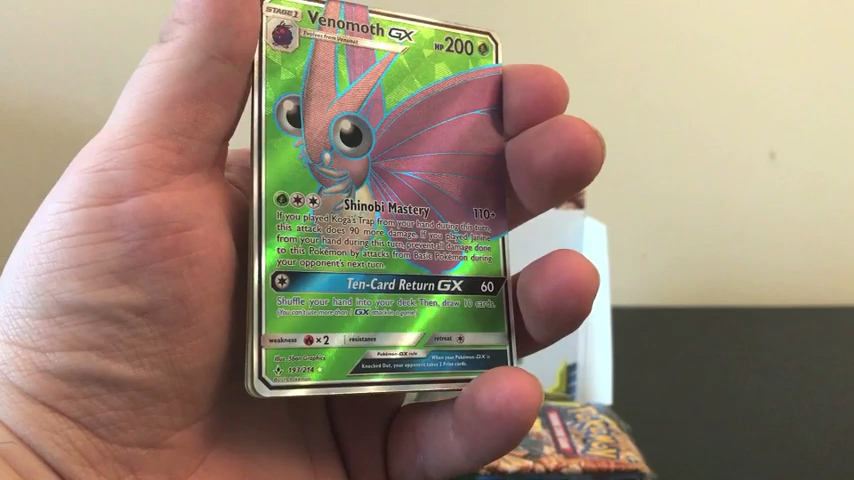 STAGE 1
Venomoth GX
HP 200
Evolves from Venonat
Shinobi Mastery 110+
If you played Koga's Trap from your hand during this turn,
this attack does 90 more damage. If you played Janine
from your hand during this turn, prevent all damage done
to this Pokémon by attacks from Basic Pokémon during
your opponent's next turn.
Ten-Card Return GX 60
Shuffle your hand into your deck. Then, draw 10 cards.
(You can't use more than 1 GX attack in a game.)
weakness ×2 resistance retreat
Pokémon-GX rule
When your Pokémon-GX is
Knocked Out, your opponent takes 2 Prize cards.
Illus. 5ban Graphics
193/214
POKÉMON